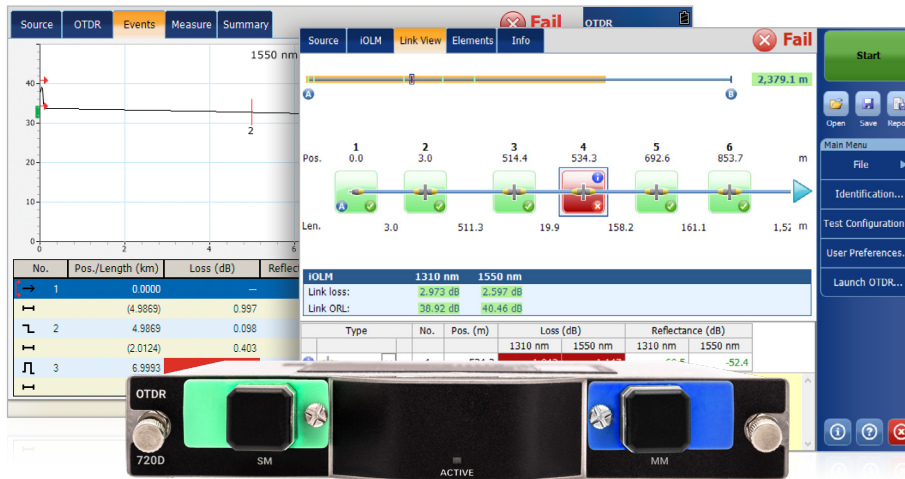 Source OTDR Events Measure Summary
Fail
OTDR
1550 nm
40
30
20
10
0
0 2 4 6
2
No. Pos./Length (km) Loss (dB)
1 0.0000 ---
(4.9869) 0.997
2 4.9869 0.098
(2.0124) 0.403
3 6.9993
Source iOLM Link View Elements Info
Fail
2,379.1 m
A B
1 2 3 4 5 6
Pos. 0.0 3.0 514.4 534.3 692.6 853.7 m
A
Len. 3.0 511.3 19.9 158.2 161.1 m
iOLM 1310 nm 1550 nm
Link loss: 2.973 dB 2.597 dB
Link ORL: 38.92 dB 40.46 dB
Type No. Pos. (m) Loss (dB) Reflectance (dB)
1310 nm 1550 nm 1310 nm 1550 nm
-52.4
Start
Open Save
Main Menu
File
Identification...
Test Configuration
User Preferences.
Launch OTDR...
OTDR
720D
SM
ACTIVE
MM